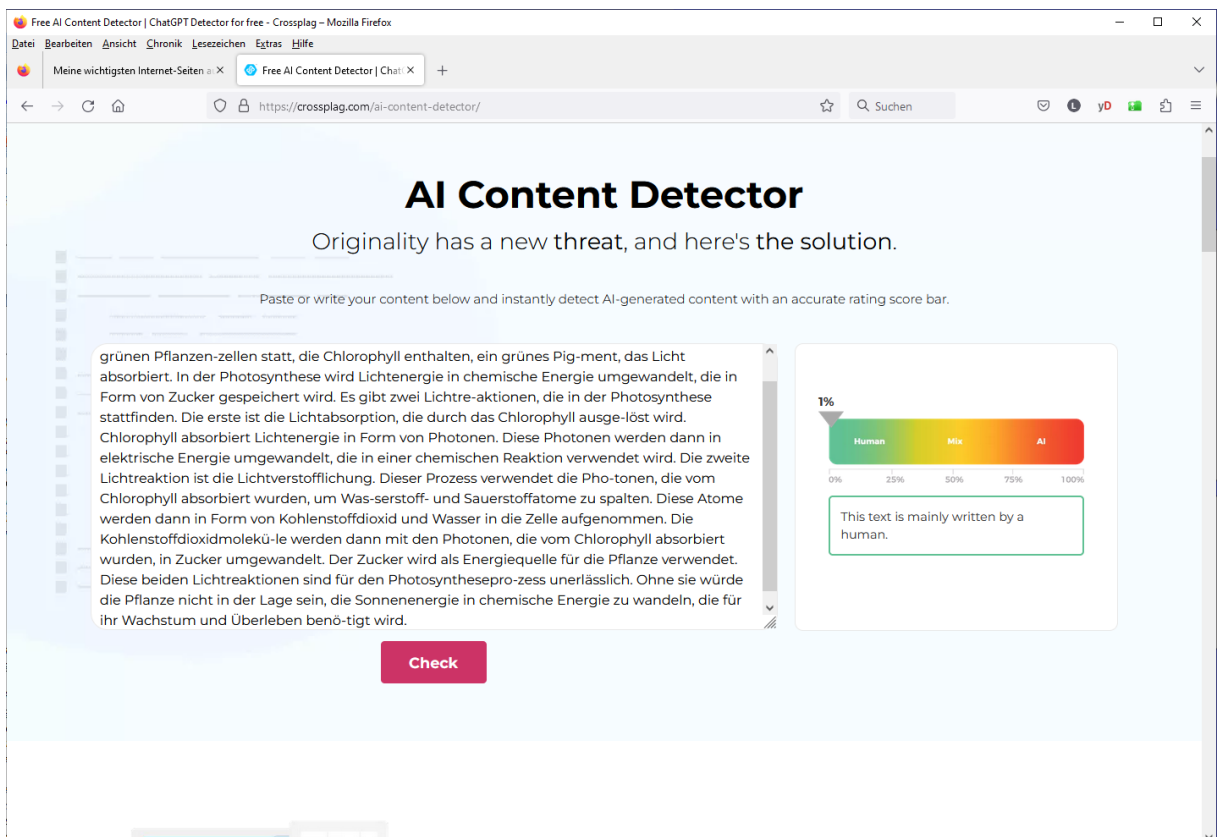 Free AI Content Detector | ChatGPT Detector for free - Crossplag – Mozilla Firefox
Datei Bearbeiten Ansicht Chronik Lesezeichen Extras Hilfe
Meine wichtigsten Internet-Seiten
Free AI Content Detector | Chat
https://crossplag.com/ai-content-detector/
Suchen
L
yD
AI Content Detector
Originality has a new threat, and here's the solution.
Paste or write your content below and instantly detect AI-generated content with an accurate rating score bar.
grünen Pflanzen-zellen statt, die Chlorophyll enthalten, ein grünes Pig-ment, das Licht
absorbiert. In der Photosynthese wird Lichtenergie in chemische Energie umgewandelt, die in
Form von Zucker gespeichert wird. Es gibt zwei Lichtre-aktionen, die in der Photosynthese
stattfinden. Die erste ist die Lichtabsorption, die durch das Chlorophyll ausge-löst wird.
Chlorophyll absorbiert Lichtenergie in Form von Photonen. Diese Photonen werden dann in
elektrische Energie umgewandelt, die in einer chemischen Reaktion verwendet wird. Die zweite
Lichtreaktion ist die Lichtverstofflichung. Dieser Prozess verwendet die Pho-tonen, die vom
Chlorophyll absorbiert wurden, um Was-serstoff- und Sauerstoffatome zu spalten. Diese Atome
werden dann in Form von Kohlenstoffdioxid und Wasser in die Zelle aufgenommen. Die
Kohlenstoffdioxidmolekü-le werden dann mit den Photonen, die vom Chlorophyll absorbiert
wurden, in Zucker umgewandelt. Der Zucker wird als Energiequelle für die Pflanze verwendet.
Diese beiden Lichtreaktionen sind für den Photosynthesepro-zess unerlässlich. Ohne sie würde
die Pflanze nicht in der Lage sein, die Sonnenenergie in chemische Energie zu wandeln, die für
ihr Wachstum und Überleben benö-tigt wird.
1%
Human Mix AI
0% 25% 50% 75% 100%
This text is mainly written by a
human.
Check